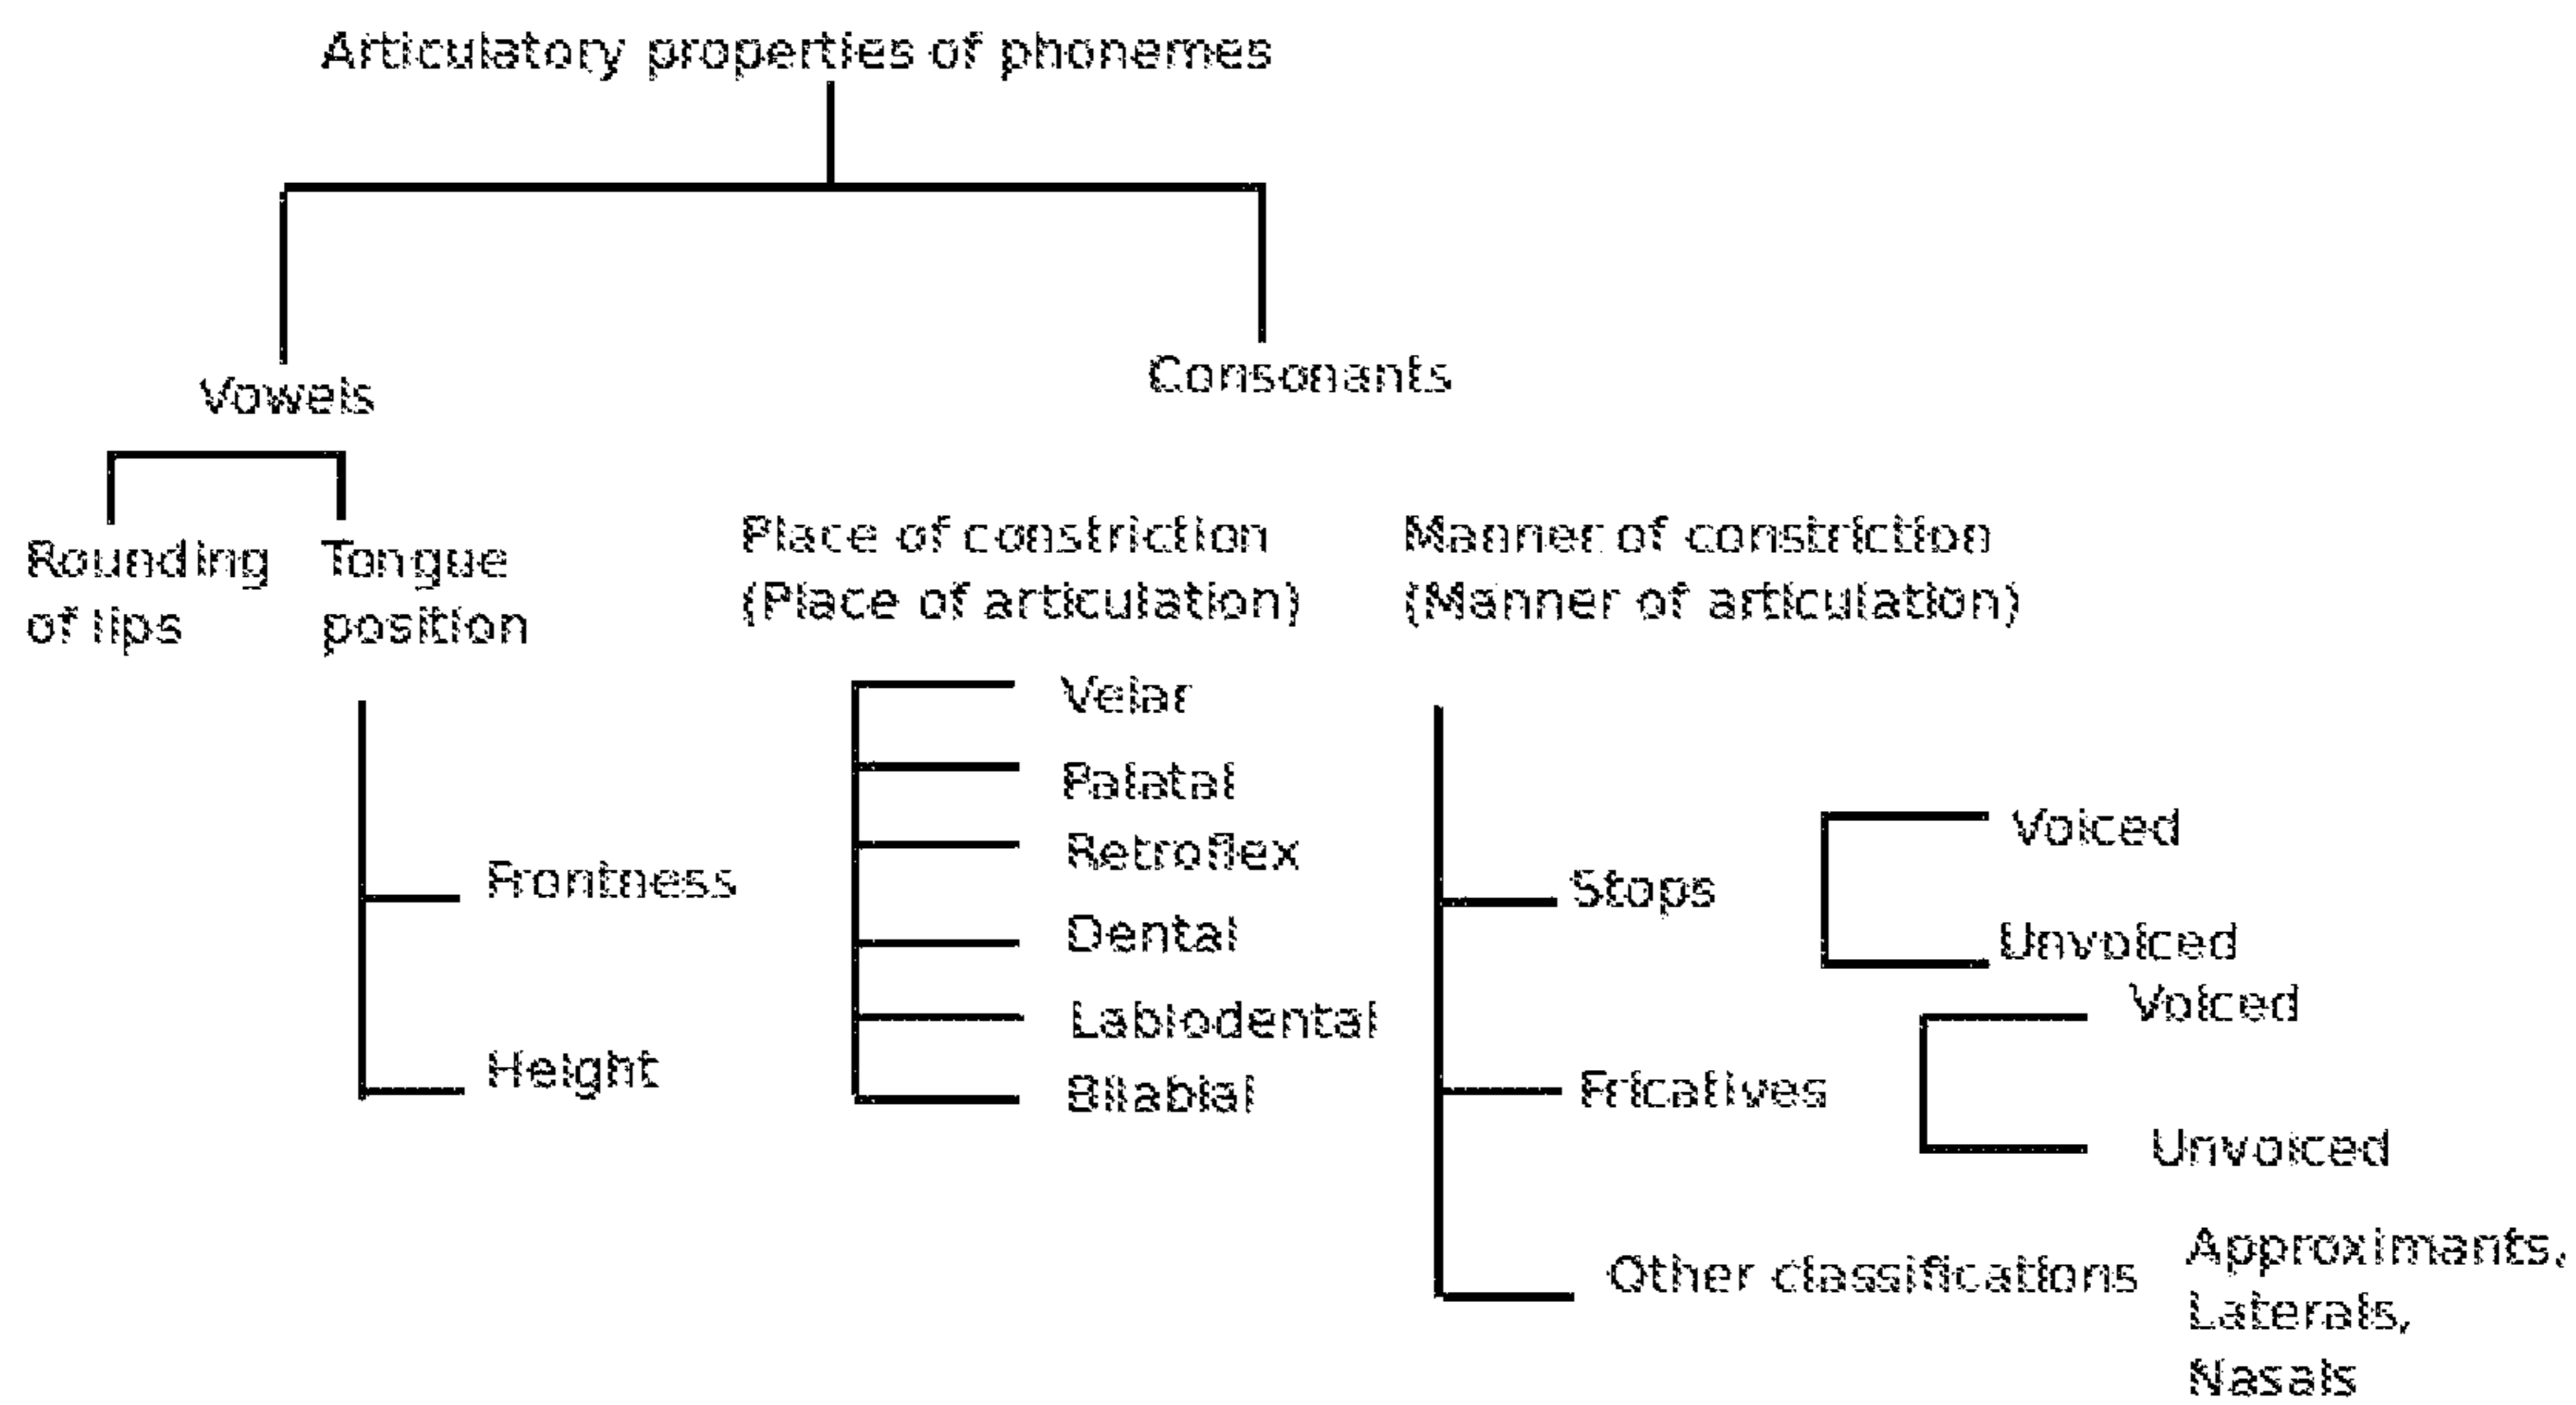 Articulatory properties of phonemes
Vowels
Consonants
Rounding
of lips
Tongue
position
Frontness
Height
Place of constriction
(Place of articulation)
Velar
Palatal
Retroflex
Dental
Labiodental
Bilabial
Manner of constriction
(Manner of articulation)
Stops
Voiced
Unvoiced
Fricatives
Voiced
Unvoiced
Other classifications
Approximants,
Laterals,
Nasals